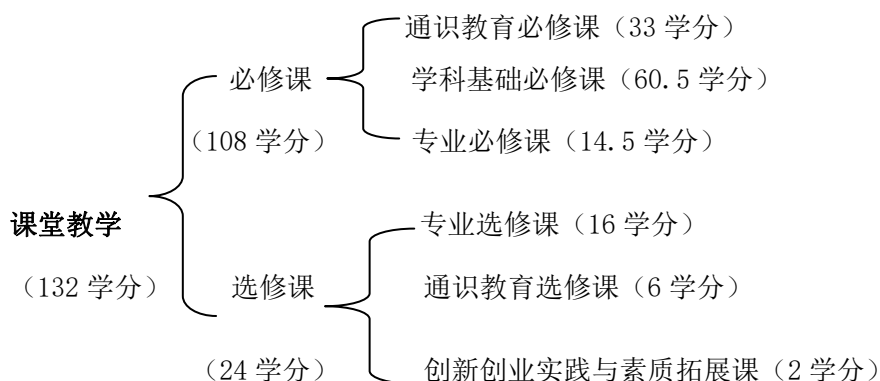 通识教育必修课（33 学分）
必修课
学科基础必修课（60.5 学分）
（108 学分）
专业必修课（14.5 学分）
课堂教学
专业选修课（16 学分）
（132 学分）
选修课
通识教育选修课（6 学分）
（24 学分）
创新创业实践与素质拓展课（2 学分）